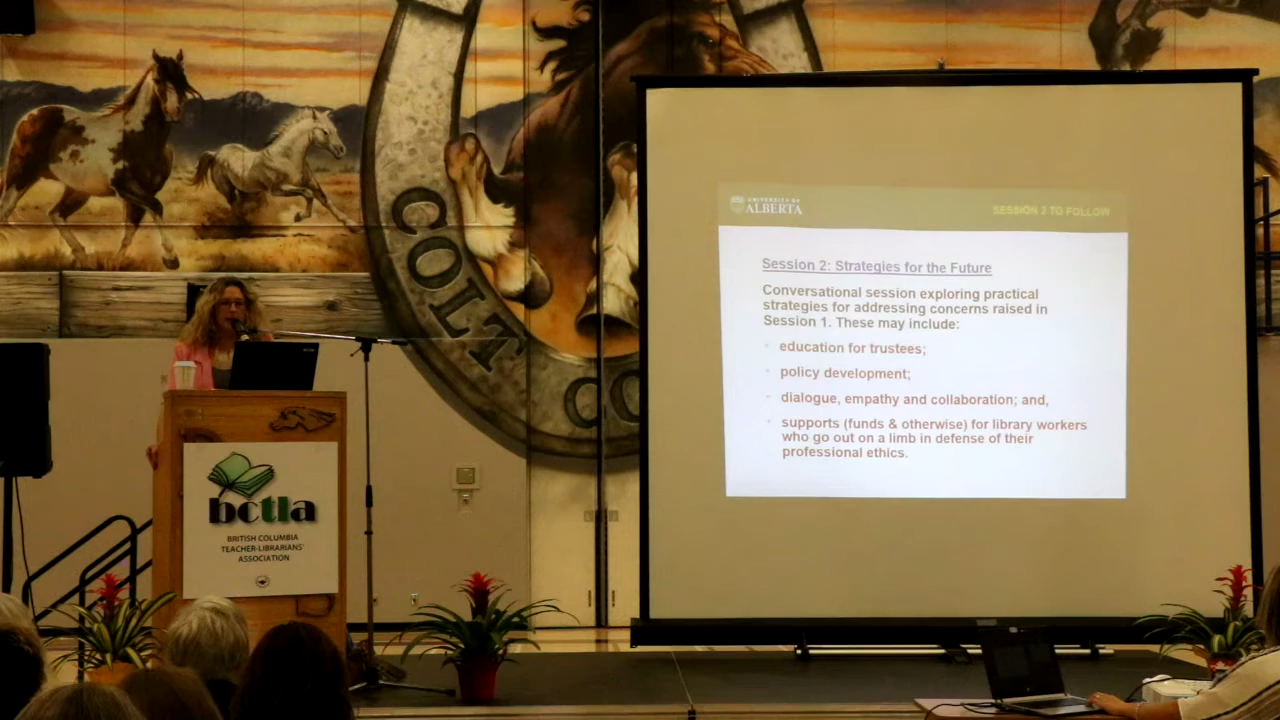 COLT
CO
UNIVERSITY OF
ALBERTA
SESSION 2 TO FOLLOW
Session 2: Strategies for the Future
Conversational session exploring practical
strategies for addressing concerns raised in
Session 1. These may include:
education for trustees;
policy development;
dialogue, empathy and collaboration; and,
supports (funds & otherwise) for library workers
who go out on a limb in defense of their
professional ethics.
bctla
BRITISH COLUMBIA
TEACHER-LIBRARIANS'
ASSOCIATION